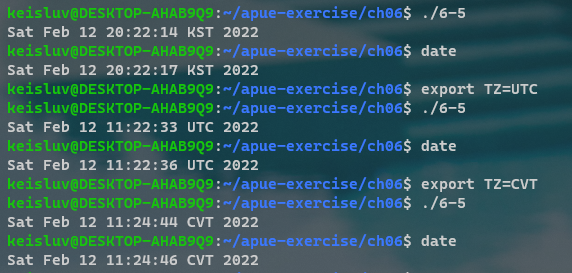 keisluv@DESKTOP-AHAB9Q9:~/apue-exercise/ch06$ ./6-5
Sat Feb 12 20:22:14 KST 2022
keisluv@DESKTOP-AHAB9Q9:~/apue-exercise/ch06$ date
Sat Feb 12 20:22:17 KST 2022
keisluv@DESKTOP-AHAB9Q9:~/apue-exercise/ch06$ export TZ=UTC
keisluv@DESKTOP-AHAB9Q9:~/apue-exercise/ch06$ ./6-5
Sat Feb 12 11:22:33 UTC 2022
keisluv@DESKTOP-AHAB9Q9:~/apue-exercise/ch06$ date
Sat Feb 12 11:22:36 UTC 2022
keisluv@DESKTOP-AHAB9Q9:~/apue-exercise/ch06$ export TZ=CVT
keisluv@DESKTOP-AHAB9Q9:~/apue-exercise/ch06$ ./6-5
Sat Feb 12 11:24:44 CVT 2022
keisluv@DESKTOP-AHAB9Q9:~/apue-exercise/ch06$ date
Sat Feb 12 11:24:46 CVT 2022